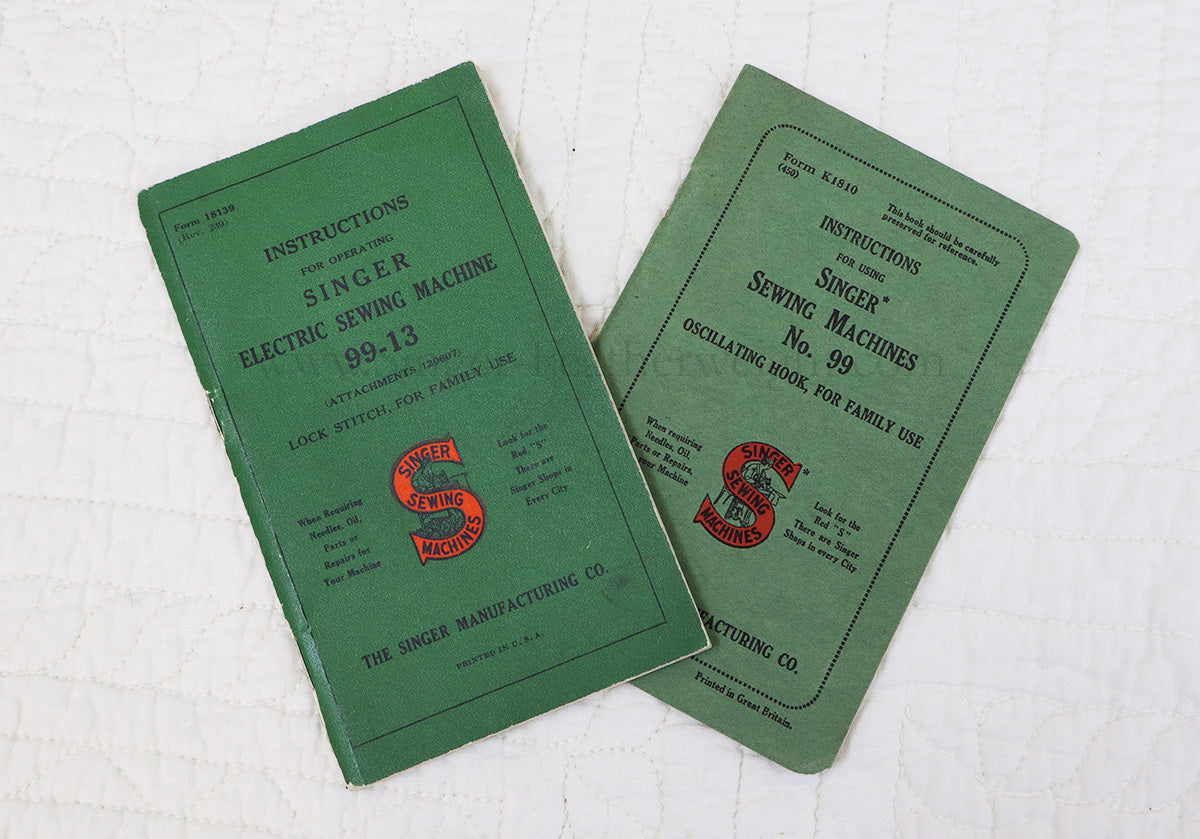 Form 18139
(Rev. 239)
INSTRUCTIONS
FOR OPERATING
SINGER
ELECTRIC SEWING MACHINE
99-13
(ATTACHMENTS 120607)
LOCK STITCH, FOR FAMILY USE
When Requiring
Needles, Oil,
Parts or
Repairs for
Your Machine
SINGER
SEWING
MACHINES
Look for the
Red "S"
There are
Singer Shops in
Every City
THE SINGER MANUFACTURING CO.
PRINTED IN U. S. A.
Form K1810
(450)
This book should be carefully
preserved for reference.
INSTRUCTIONS
FOR USING
SINGER*
SEWING MACHINES
No. 99
OSCILLATING HOOK, FOR FAMILY USE
When requiring
Needles, Oil,
Parts or Repairs,
your Machine
SINGER*
SEWING
MACHINES
Look for the
Red "S"
There are Singer
Shops in every City
FACTURING CO.
Printed in Great Britain.